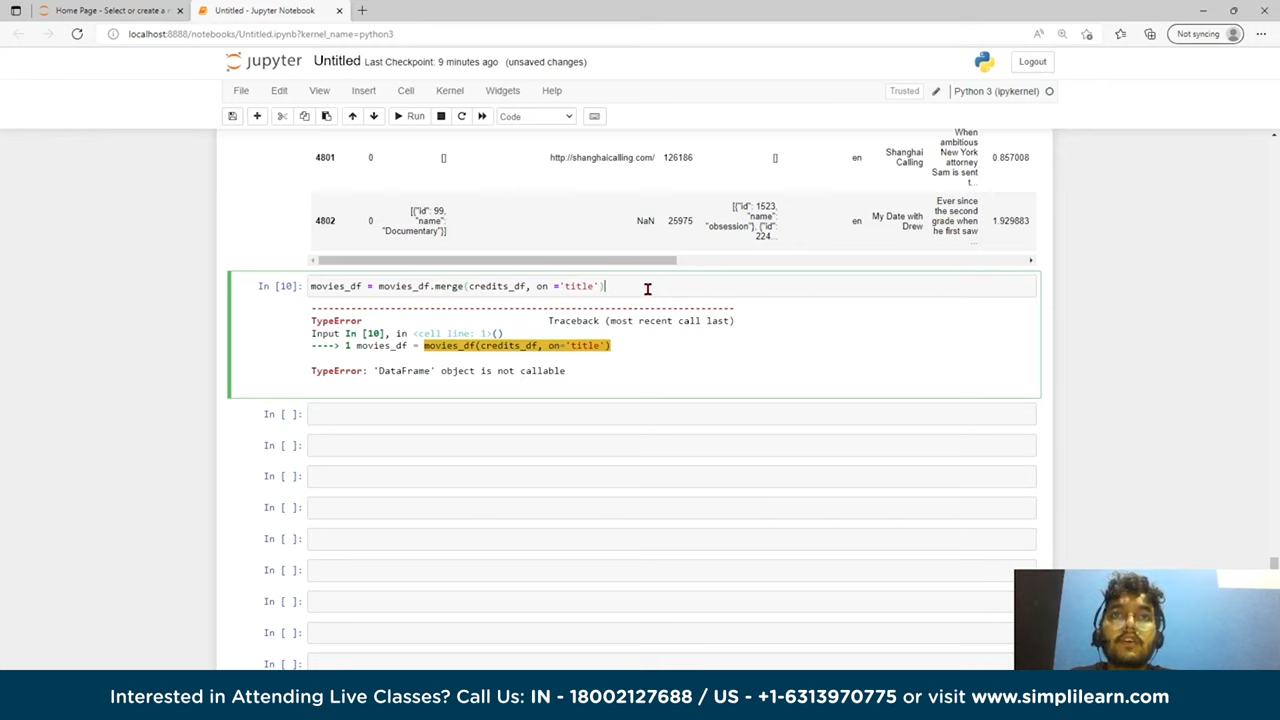 Home Page - Select or create a n
Untitled - Jupyter Notebook
localhost:8888/notebooks/Untitled.ipynb?kernel_name=python3
Not syncing
jupyter Untitled Last Checkpoint: 9 minutes ago (unsaved changes)
Logout
File Edit View Insert Cell Kernel Widgets Help
Trusted
Python 3 (ipykernel)
Run
Code
4801 0 [] http://shanghaicalling.com/ 126186 [] en Shanghai Calling When ambitious New York attorney Sam is sent t... 0.857008
4802 0 [{"id": 99, "name": "Documentary"}] NaN 25975 [{"id": 1523, "name": "obsession"}, {"id": 224... en My Date with Drew Ever since the second grade when he first saw ... 1.929883
In [10]: movies_df = movies_df.merge(credits_df, on ='title')
---------------------------------------------------------------------------
TypeError Traceback (most recent call last)
Input In [10], in <cell line: 1>()
----> 1 movies_df = movies_df(credits_df, on='title')
TypeError: 'DataFrame' object is not callable
In [ ]:
In [ ]:
In [ ]:
In [ ]:
In [ ]:
In [ ]:
In [ ]:
In [ ]:
In [ ]:
Interested in Attending Live Classes? Call Us: IN - 18002127688 / US - +1-6313970775 or visit www.simplilearn.com